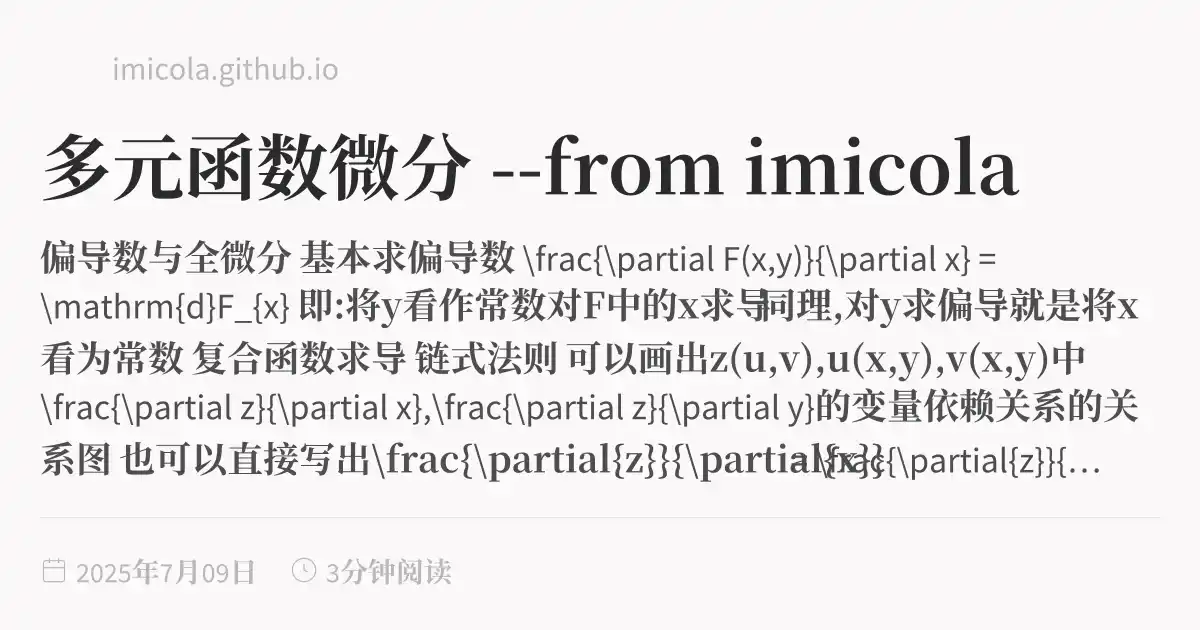 imicola.github.io
多元函数微分 --from imicola
偏导数与全微分 基本求偏导数 \frac{\partial F(x,y)}{\partial x} =
\mathrm{d}F_{x} 即:将y看作常数对F中的x求导同理,对y求偏导就是将x
看为常数 复合函数求导 链式法则 可以画出z(u,v),u(x,y),v(x,y)中
\frac{\partial z}{\partial x},\frac{\partial z}{\partial y}的变量依赖关系的关
系图 也可以直接写出\frac{\partial{z}}{\partial{x}}\frac{\partial{z}}{…
2025年7月09日 3分钟阅读